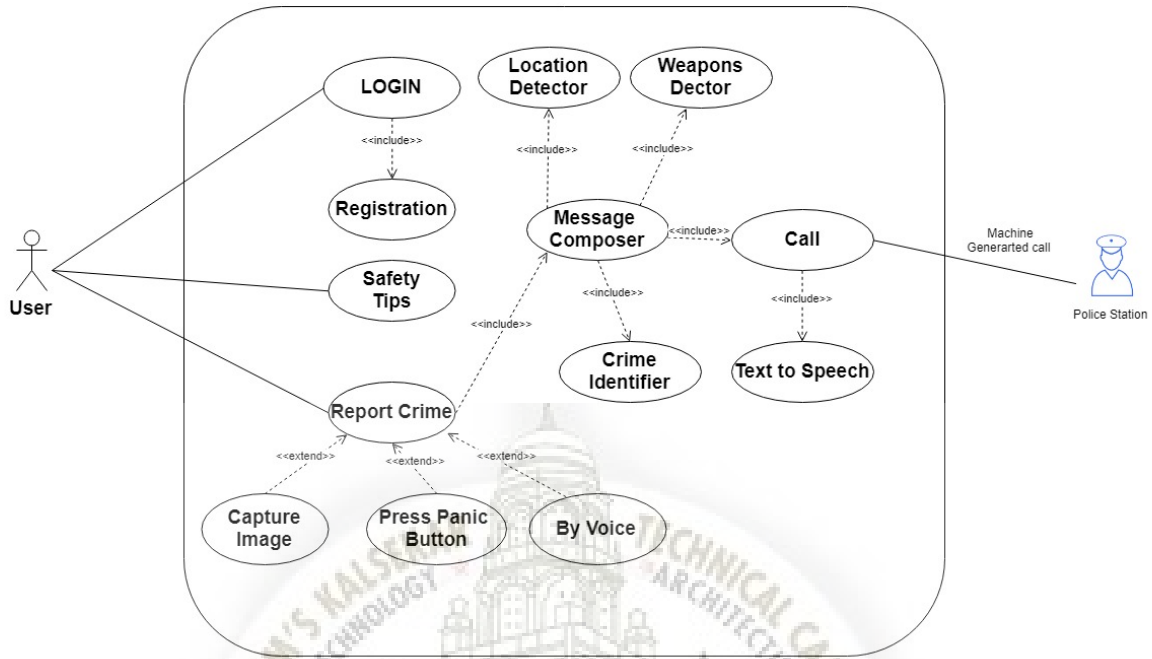 LOGIN
Location
Detector
Weapons
Dector
<<include>>
<<include>>
<<include>>
Registration
Message
Composer
<<include>>
Call
Machine
Generarted call
User
Safety
Tips
<<include>>
<<include>>
<<include>>
Police Station
Crime
Identifier
Text to Speech
Report Crime
<<extend>>
<<extend>>
<<extend>>
Capture
Image
Press Panic
Button
By Voice
KALSEKAR
TECHNICAL